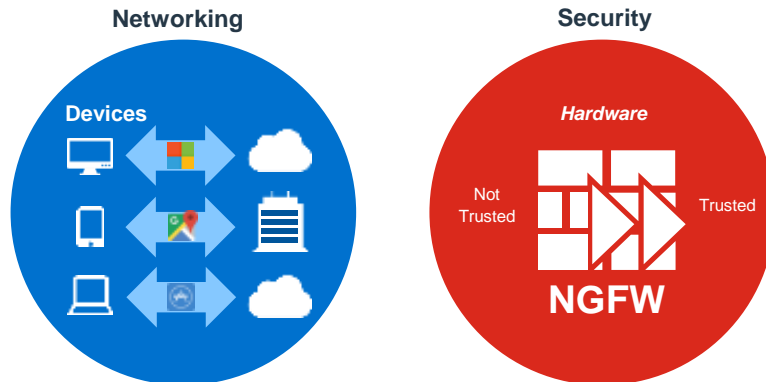 Networking
Security
Devices
Hardware
Not
Trusted
Trusted
NGFW